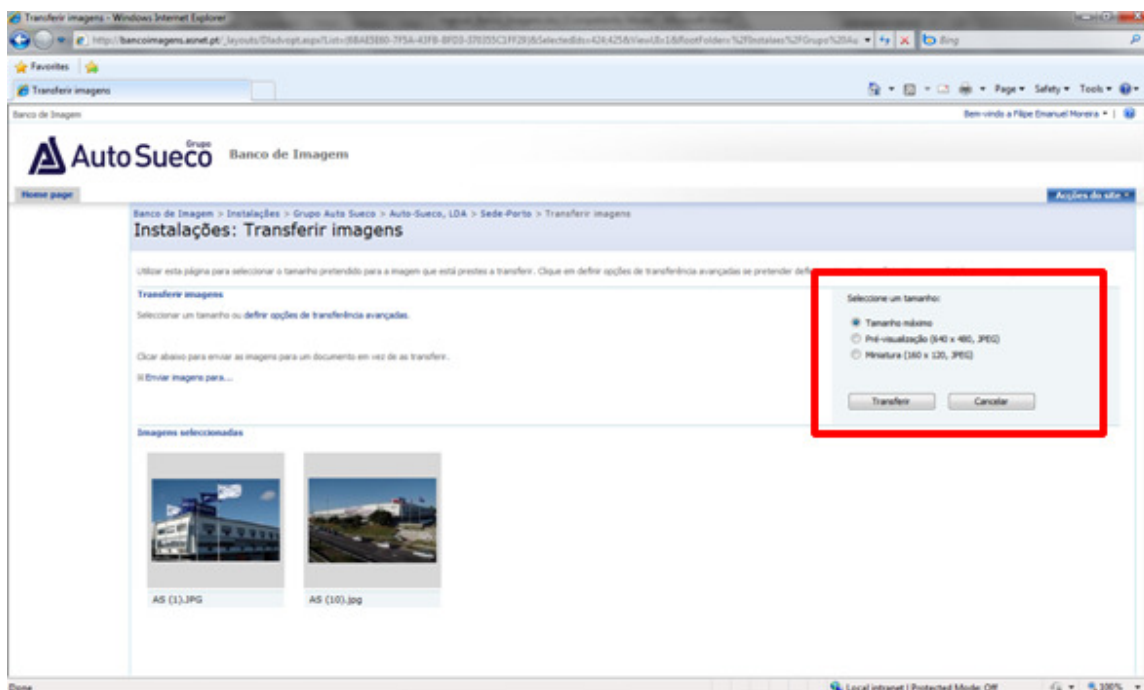 Transferir imagens - Windows Internet Explorer
Bing
Favorites
Transferir imagens
Page Safety Tools
Banco de Imagem
Bem-vindo a Filipe Emanuel Moreira
Grupo
Auto Sueco
Banco de Imagem
Home page
Acções do site
Banco de Imagem > Instalações > Grupo Auto Sueco > Auto-Sueco, LDA > Sede-Porto > Transferir imagens
Instalações: Transferir imagens
Utilizar esta página para seleccionar o tamanho pretendido para a imagem que está prestes a transferir. Clique em definir opções de transferência avançadas se pretender
Transferir imagens
Seleccionar um tamanho ou definir opções de transferência avançadas.
Clicar abaixo para enviar as imagens para um documento em vez de as transferir.
Enviar imagens para...
Seleccione um tamanho:
Tamanho máximo
Pré-visualização (640 x 480, JPEG)
Miniatura (160 x 120, JPEG)
Transferir
Cancelar
Imagens seleccionadas
AS (1).JPG
AS (10).jpg
Done
Local intranet | Protected Mode: Off
100%